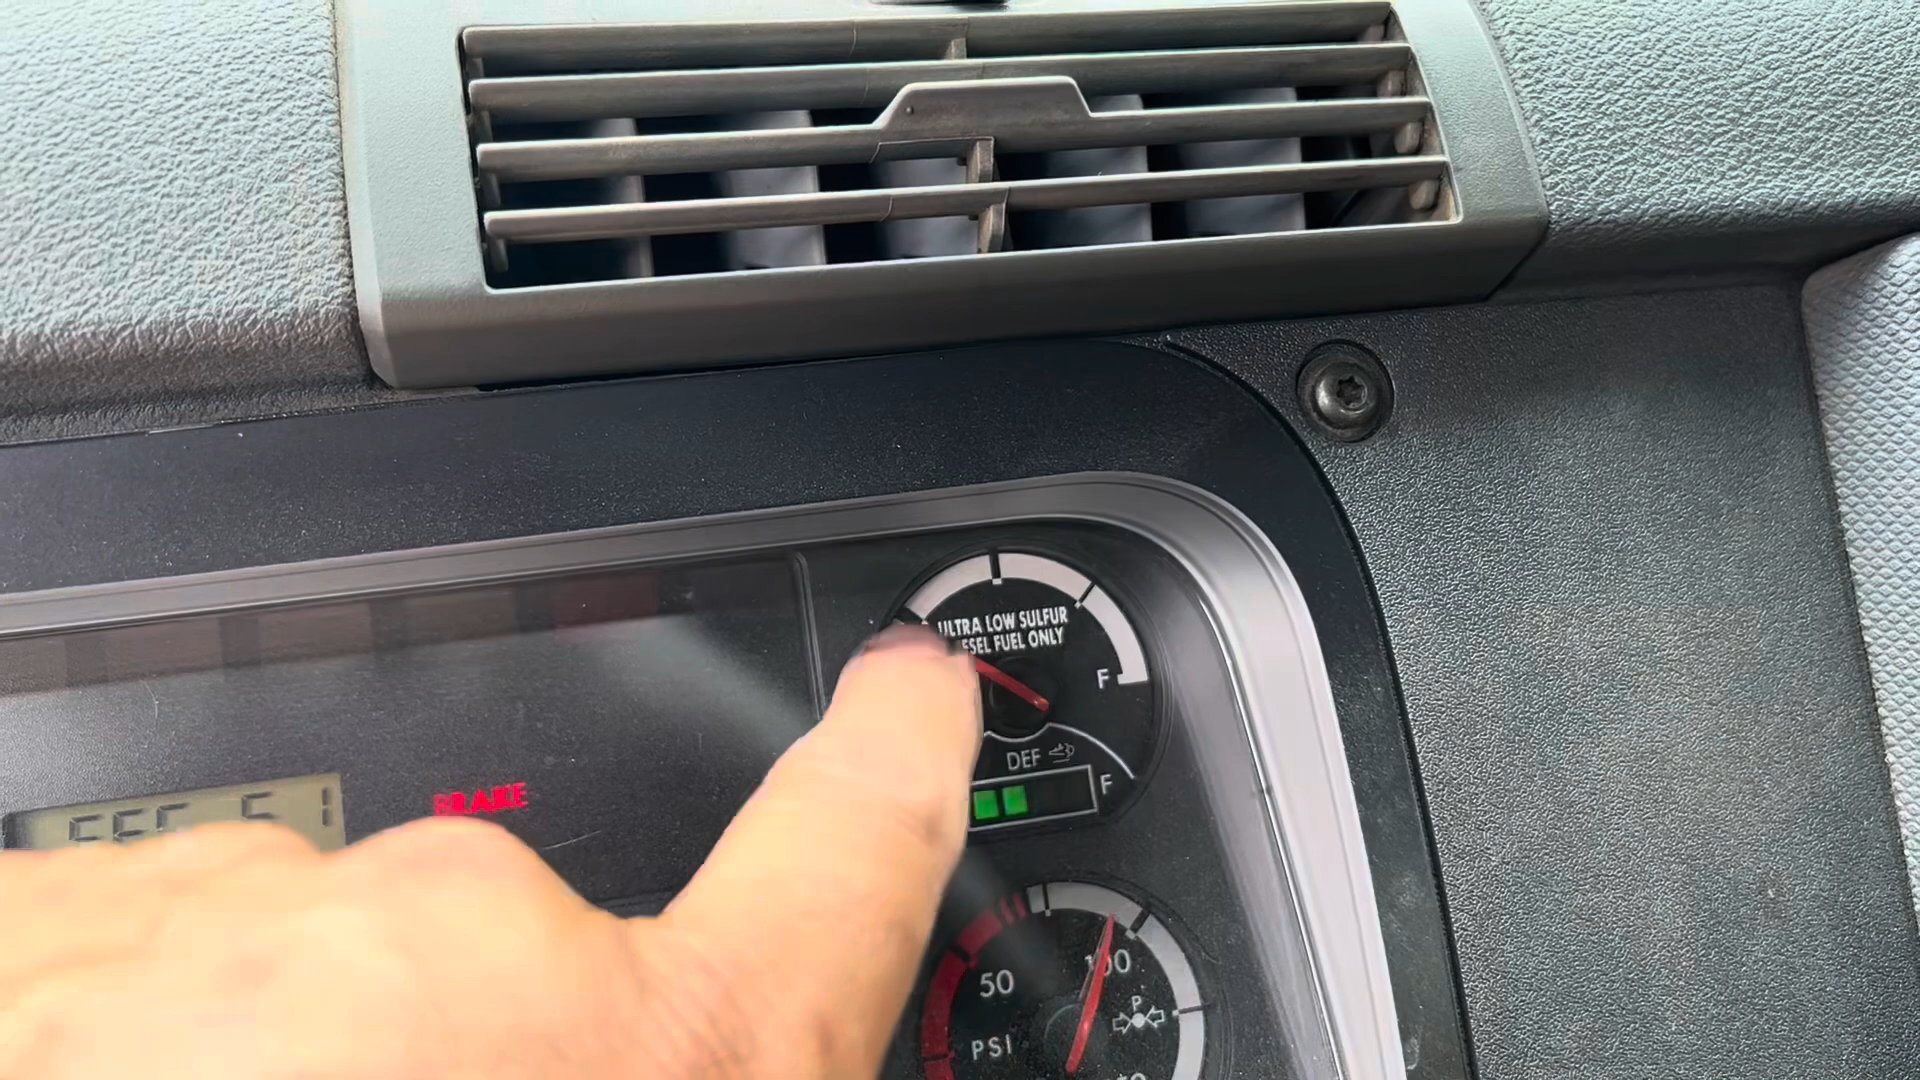 ULTRA LOW SULFUR
FUEL ONLY
F
DEF
F
BRAKE
50
100
P
PSI